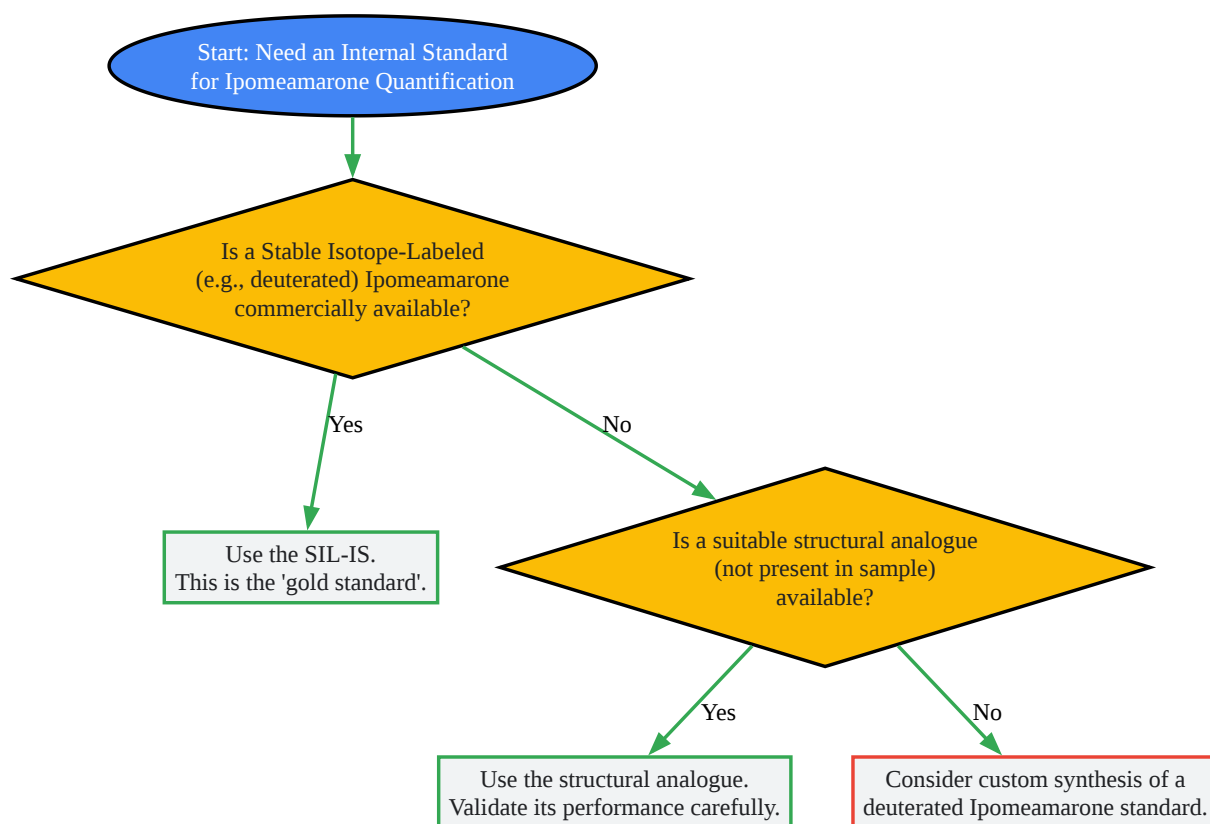 Start: Need an Internal Standard
for Ipomeamarone Quantification
Is a Stable Isotope-Labeled
(e.g., deuterated) Ipomeamarone
commercially available?
Yes
No
Use the SIL-IS.
This is the 'gold standard'.
Is a suitable structural analogue
(not present in sample)
available?
Yes
No
Use the structural analogue.
Validate its performance carefully.
Consider custom synthesis of a
deuterated Ipomeamarone standard.